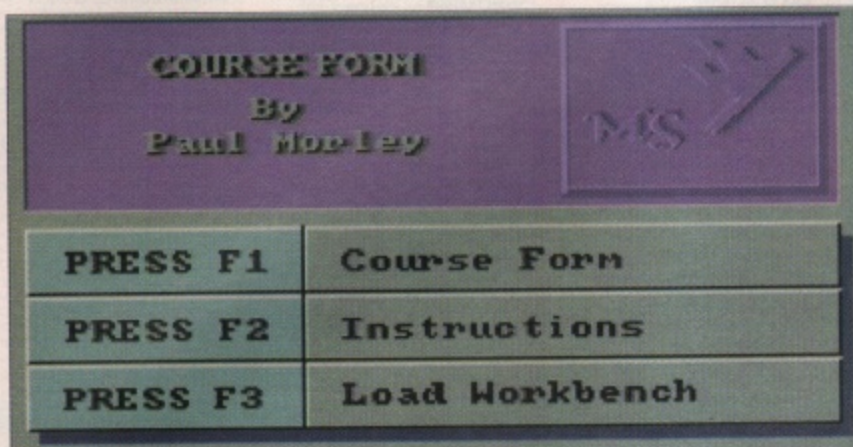 COURSE FORM
By
Paul Morley
MS
PRESS F1 Course Form
PRESS F2 Instructions
PRESS F3 Load Workbench